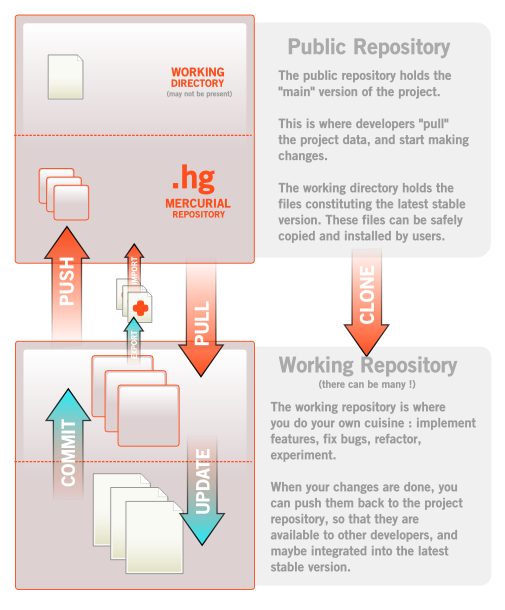 Public Repository
WORKING
DIRECTORY
(may not be present)
The public repository holds the
"main" version of the project.
This is where developers "pull"
the project data, and start making
changes.
.hg
MERCURIAL
REPOSITORY
The working directory holds the
files constituting the latest stable
version. These files can be safely
copied and installed by users.
PUSH
IMPORT
EXPORT
PULL
CLONE
Working Repository
(there can be many !)
The working repository is where
you do your own cuisine : implement
features, fix bugs, refactor,
experiment.
COMMIT
UPDATE
When your changes are done, you
can push them back to the project
repository, so that they are
available to other developers, and
maybe integrated into the latest
stable version.